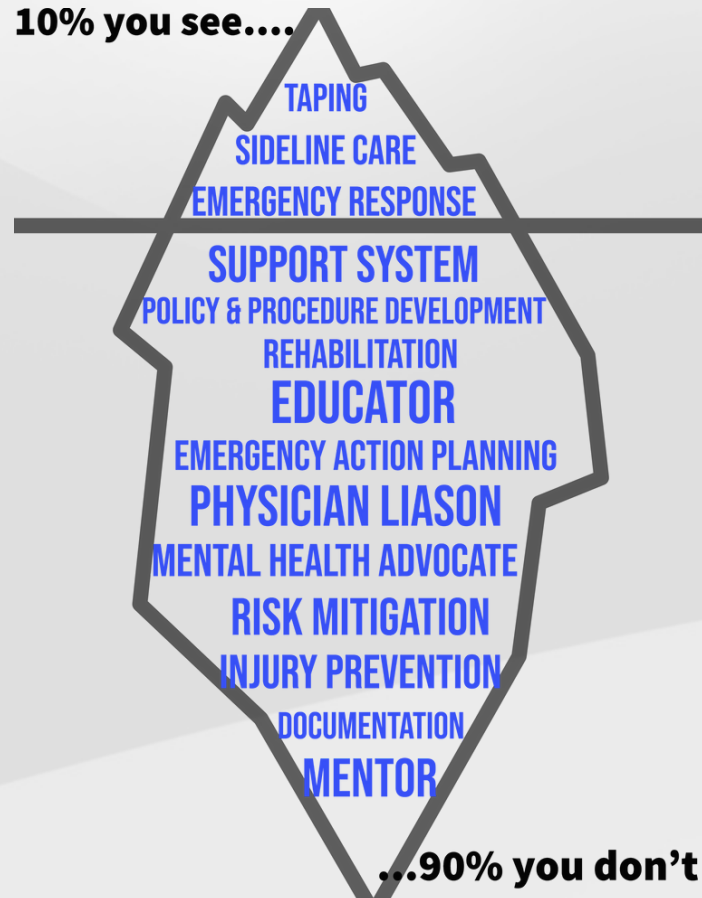 10% you see....
TAPING
SIDELINE CARE
EMERGENCY RESPONSE
SUPPORT SYSTEM
POLICY & PROCEDURE DEVELOPMENT
REHABILITATION
EDUCATOR
EMERGENCY ACTION PLANNING
PHYSICIAN LIASON
MENTAL HEALTH ADVOCATE
RISK MITIGATION
INJURY PREVENTION
DOCUMENTATION
MENTOR
...90% you don't